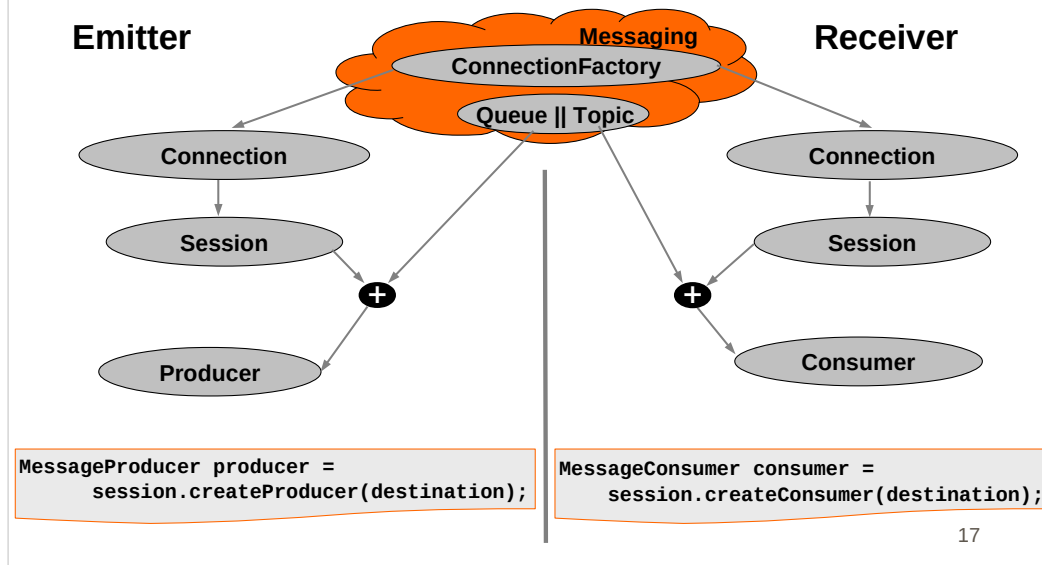 Emitter
Messaging
Receiver
ConnectionFactory
Queue || Topic
Connection
Connection
Session
Session
+
+
Producer
Consumer
MessageProducer producer =
session.createProducer(destination);
MessageConsumer consumer =
session.createConsumer(destination);
17